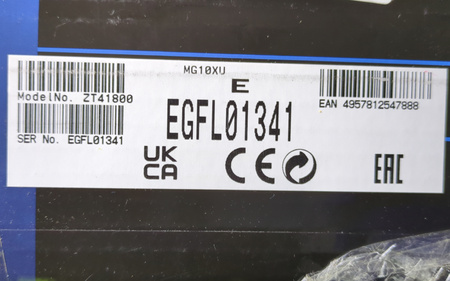 MG10XU
E
ModelNo. ZT41800
EAN 4957812547888
EGFL01341
SER No. EGFL01341
UK
CA
CE
EAC